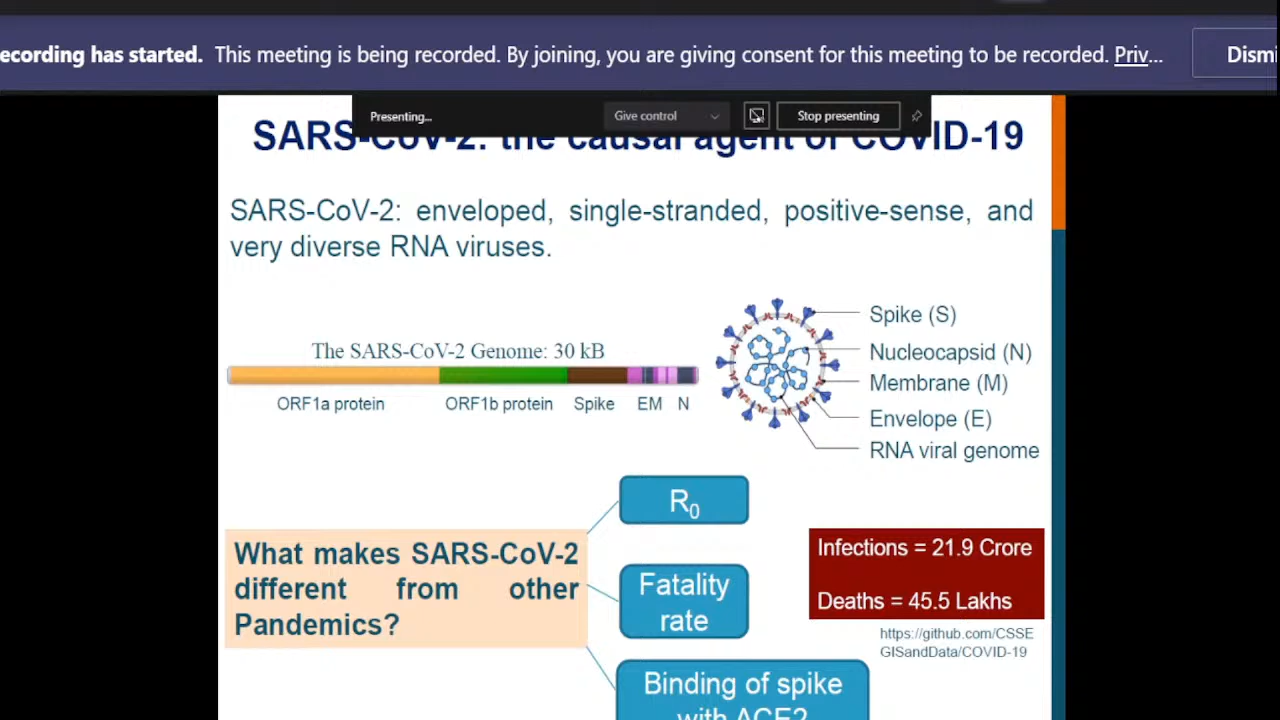 ecording has started. This meeting is being recorded. By joining, you are giving consent for this meeting to be recorded. Priv...
Dismi
Presenting...
Give control
Stop presenting
SARS-CoV-2: the causal agent of COVID-19
SARS-CoV-2: enveloped, single-stranded, positive-sense, and
very diverse RNA viruses.
The SARS-CoV-2 Genome: 30 kB
ORF1a protein
ORF1b protein
Spike
EM
N
Spike (S)
Nucleocapsid (N)
Membrane (M)
Envelope (E)
RNA viral genome
What makes SARS-CoV-2
different from other
Pandemics?
R0
Fatality
rate
Binding of spike
with ACE2
Infections = 21.9 Crore
Deaths = 45.5 Lakhs
https://github.com/CSSE
GISandData/COVID-19